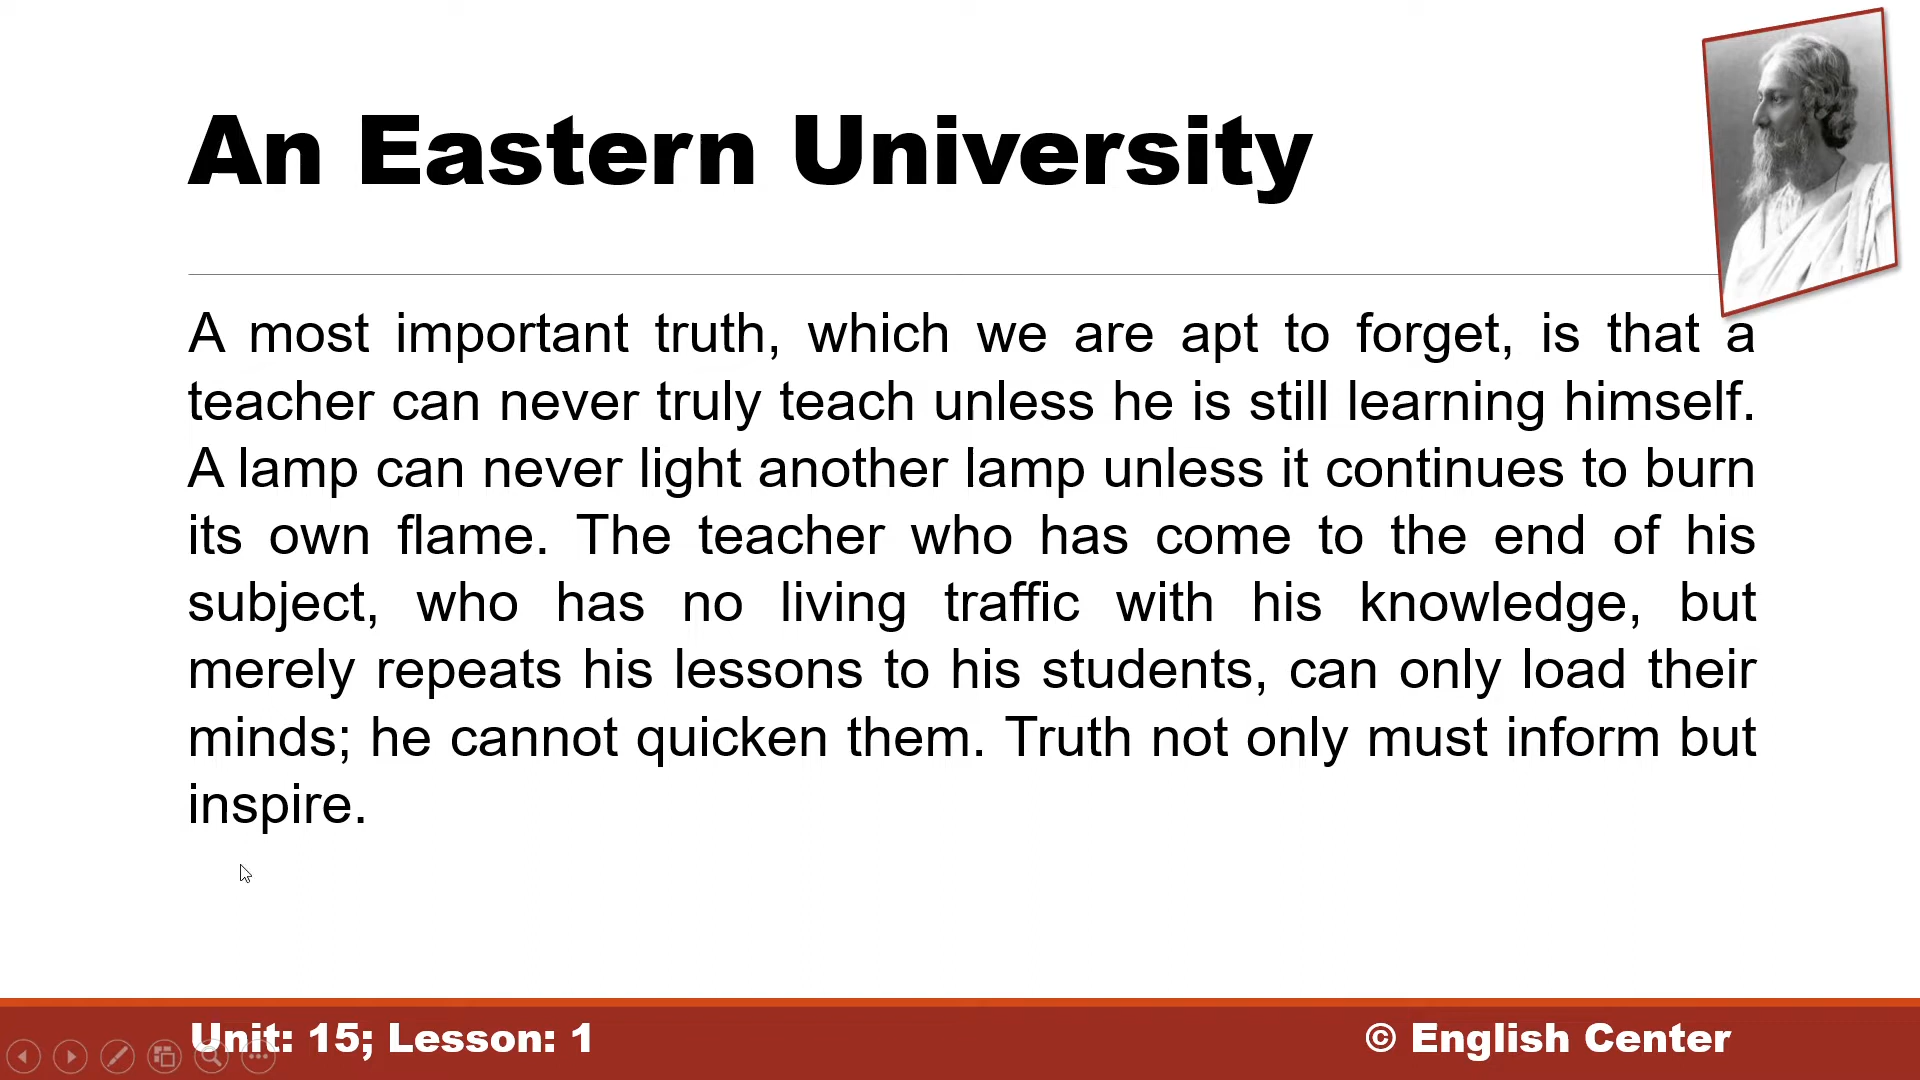 An Eastern University
A most important truth, which we are apt to forget, is that a
teacher can never truly teach unless he is still learning himself.
A lamp can never light another lamp unless it continues to burn
its own flame. The teacher who has come to the end of his
subject, who has no living traffic with his knowledge, but
merely repeats his lessons to his students, can only load their
minds; he cannot quicken them. Truth not only must inform but
inspire.
Unit: 15; Lesson: 1
© English Center